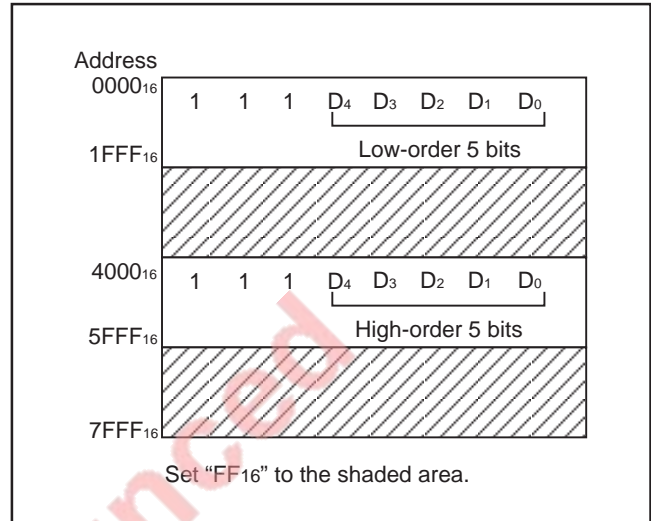 Address
0000₁₆
1 1 1 D₄ D₃ D₂ D₁ D₀
Low-order 5 bits
1FFF₁₆
4000₁₆
1 1 1 D₄ D₃ D₂ D₁ D₀
High-order 5 bits
5FFF₁₆
7FFF₁₆
Set “FF₁₆” to the shaded area.